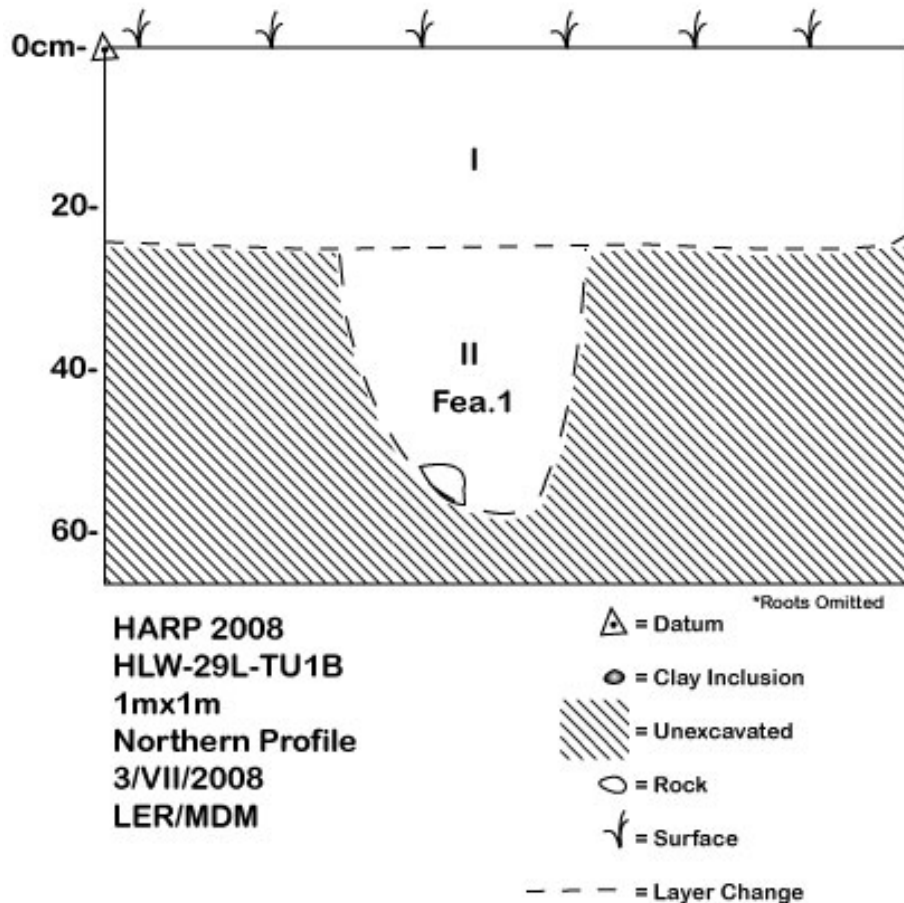 0cm-
I
20-
II
40-
Fea.1
60-
*Roots Omitted
HARP 2008
HLW-29L-TU1B
1mx1m
Northern Profile
3/VII/2008
LER/MDM
= Datum
= Clay Inclusion
= Unexcavated
= Rock
= Surface
= Layer Change